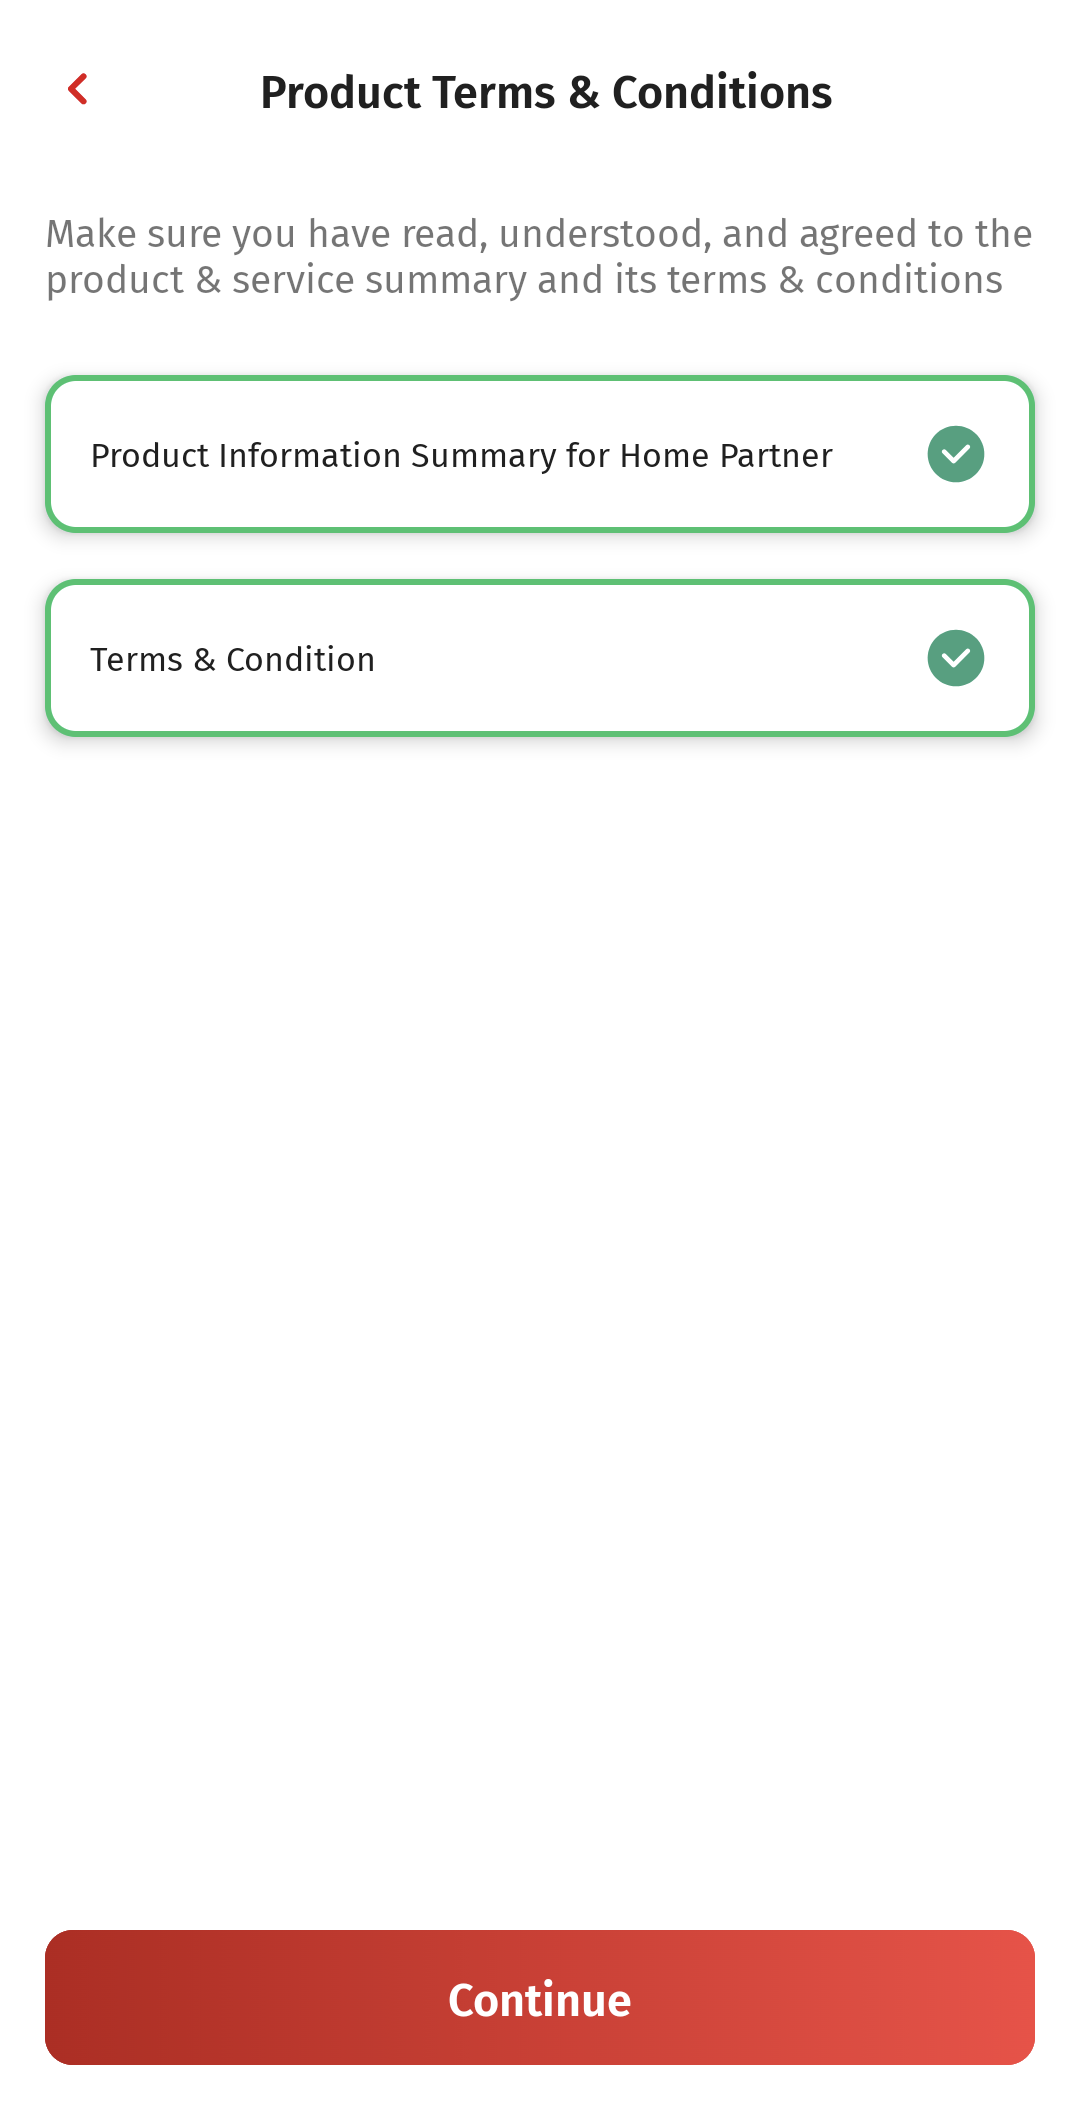 Product Terms & Conditions
Make sure you have read, understood, and agreed to the
product & service summary and its terms & conditions
Product Information Summary for Home Partner
Terms & Condition
Continue